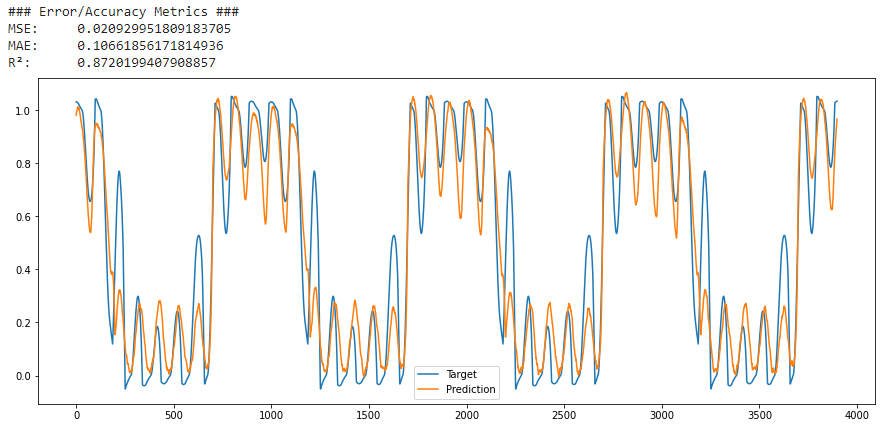 ### Error/Accuracy Metrics ###
MSE: 0.020929951809183705
MAE: 0.10661856171814936
R²: 0.8720199407908857
1.0
0.8
0.6
0.4
0.2
0.0
Target
Prediction
0 500 1000 1500 2000 2500 3000 3500 4000